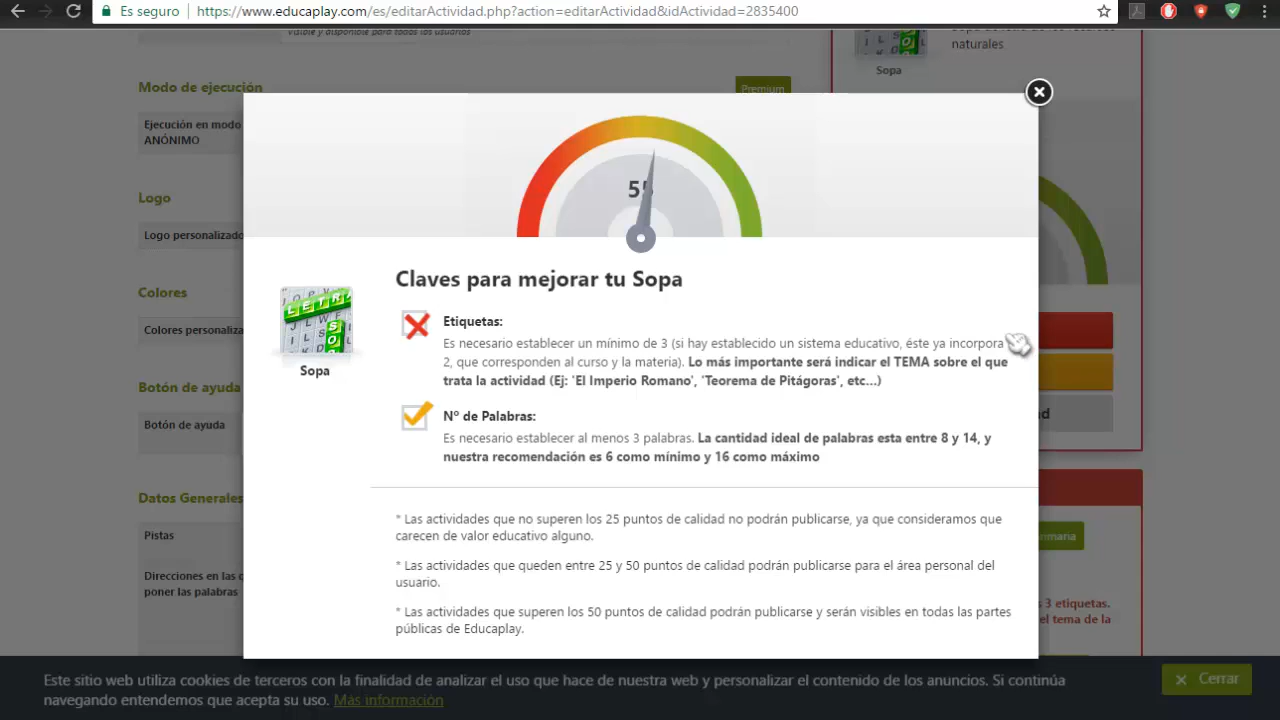 Es seguro | https://www.educaplay.com/es/editarActividad.php?action=editarActividad&idActividad=2835400
visible y disponible para todos los usuarios
naturales
Sopa
Modo de ejecución
Premium
Ejecución en modo
ANÓNIMO
Logo
Logo personalizado
Colores
Colores personaliza
Botón de ayuda
Botón de ayuda
Datos Generales
Pistas
Direcciones en las
poner las palabras
55
Claves para mejorar tu Sopa
LETR
SO
Sopa
Etiquetas:
Es necesario establecer un mínimo de 3 (si hay establecido un sistema educativo, éste ya incorpora
2, que corresponden al curso y la materia). Lo más importante será indicar el TEMA sobre el que
trata la actividad (Ej: 'El Imperio Romano', 'Teorema de Pitágoras', etc...)
Nº de Palabras:
Es necesario establecer al menos 3 palabras. La cantidad ideal de palabras esta entre 8 y 14, y
nuestra recomendación es 6 como mínimo y 16 como máximo
* Las actividades que no superen los 25 puntos de calidad no podrán publicarse, ya que consideramos que
carecen de valor educativo alguno.
* Las actividades que queden entre 25 y 50 puntos de calidad podrán publicarse para el área personal del
usuario.
* Las actividades que superen los 50 puntos de calidad podrán publicarse y serán visibles en todas las partes
públicas de Educaplay.
d
imaria
s 3 etiquetas.
el tema de la
Este sitio web utiliza cookies de terceros con la finalidad de analizar el uso que hace de nuestra web y personalizar el contenido de los anuncios. Si continúa
navegando entendemos que acepta su uso. Más información
Cerrar